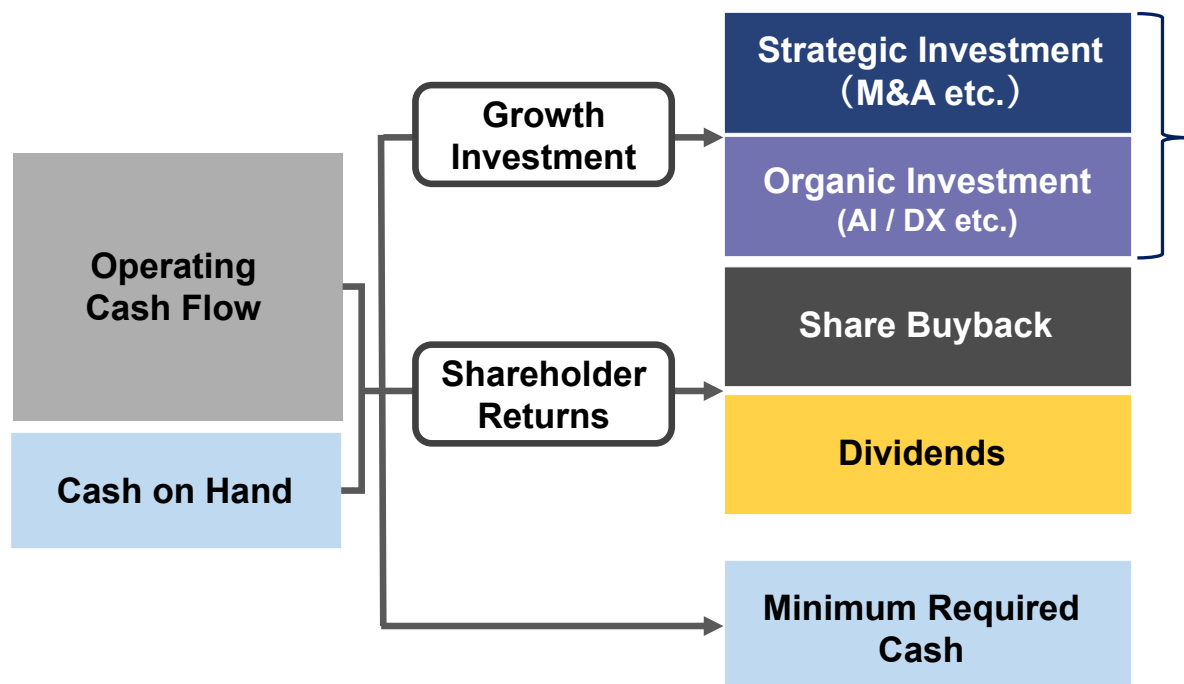 Operating
Cash Flow
Cash on Hand
Growth
Investment
Shareholder
Returns
Strategic Investment
（M&A etc.）
Organic Investment
(AI / DX etc.)
Share Buyback
Dividends
Minimum Required
Cash